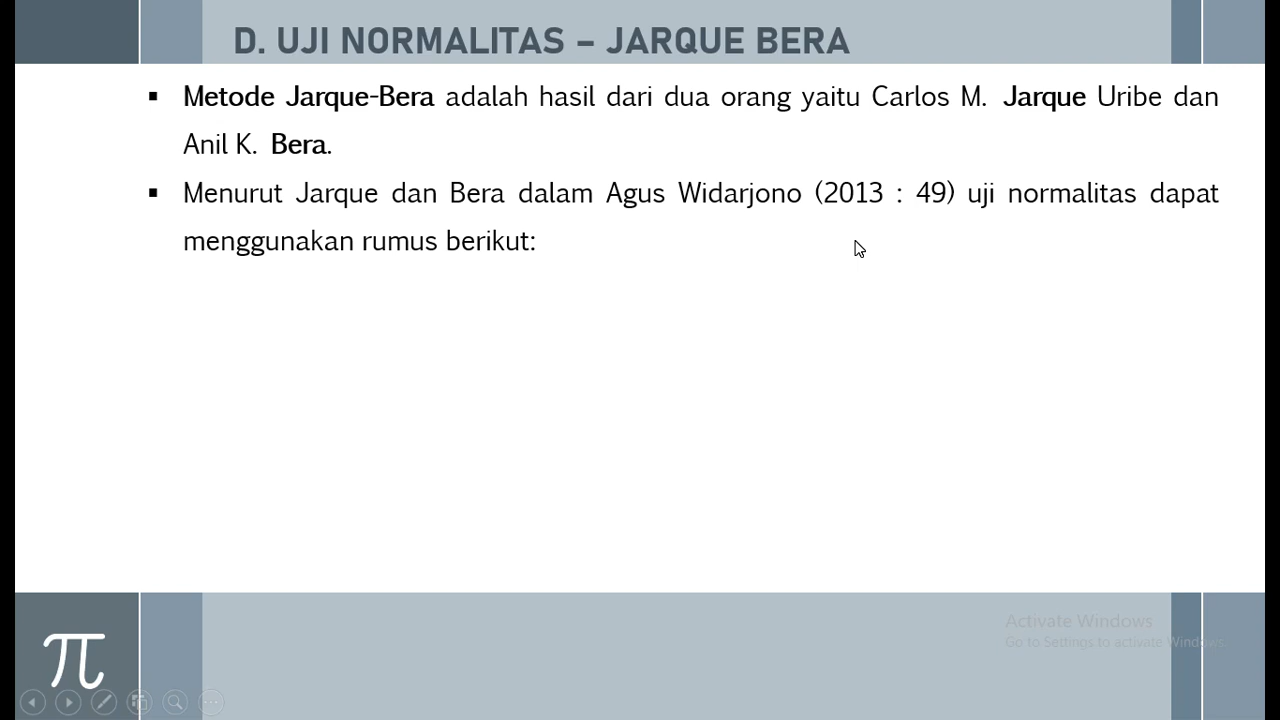 D. UJI NORMALITAS – JARQUE BERA
▪ Metode Jarque-Bera adalah hasil dari dua orang yaitu Carlos M. Jarque Uribe dan
Anil K. Bera.
▪ Menurut Jarque dan Bera dalam Agus Widarjono (2013 : 49) uji normalitas dapat
menggunakan rumus berikut:
Activate Windows
Go to Settings to activate Windows.
π